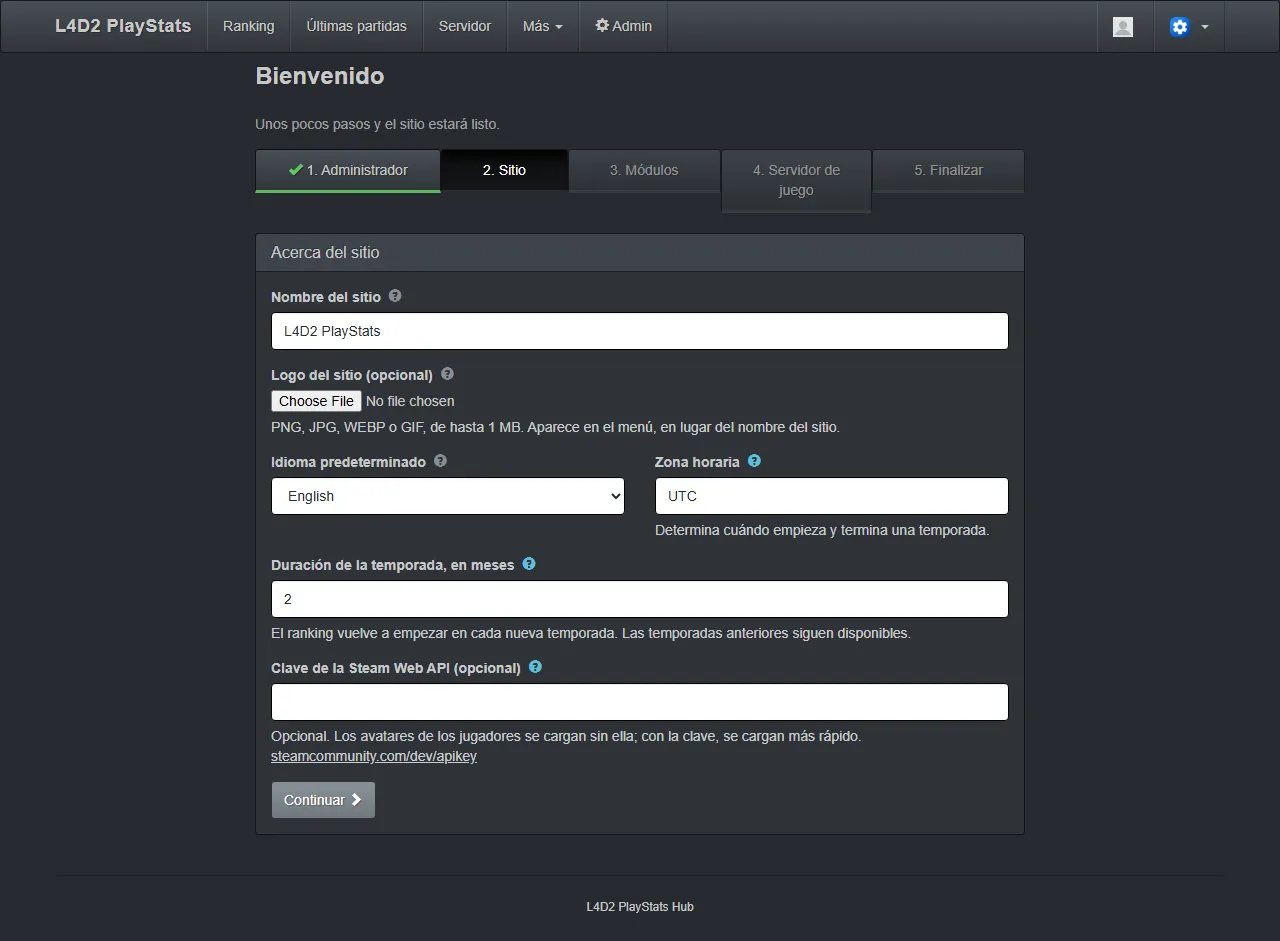 L4D2 PlayStats
Ranking
Últimas partidas
Servidor
Más
Admin
Bienvenido
Unos pocos pasos y el sitio estará listo.
1. Administrador
2. Sitio
3. Módulos
4. Servidor de
juego
5. Finalizar
Acerca del sitio
Nombre del sitio
L4D2 PlayStats
Logo del sitio (opcional)
Choose File No file chosen
PNG, JPG, WEBP o GIF, de hasta 1 MB. Aparece en el menú, en lugar del nombre del sitio.
Idioma predeterminado
English
Zona horaria
UTC
Determina cuándo empieza y termina una temporada.
Duración de la temporada, en meses
2
El ranking vuelve a empezar en cada nueva temporada. Las temporadas anteriores siguen disponibles.
Clave de la Steam Web API (opcional)
Opcional. Los avatares de los jugadores se cargan sin ella; con la clave, se cargan más rápido.
steamcommunity.com/dev/apikey
Continuar
L4D2 PlayStats Hub